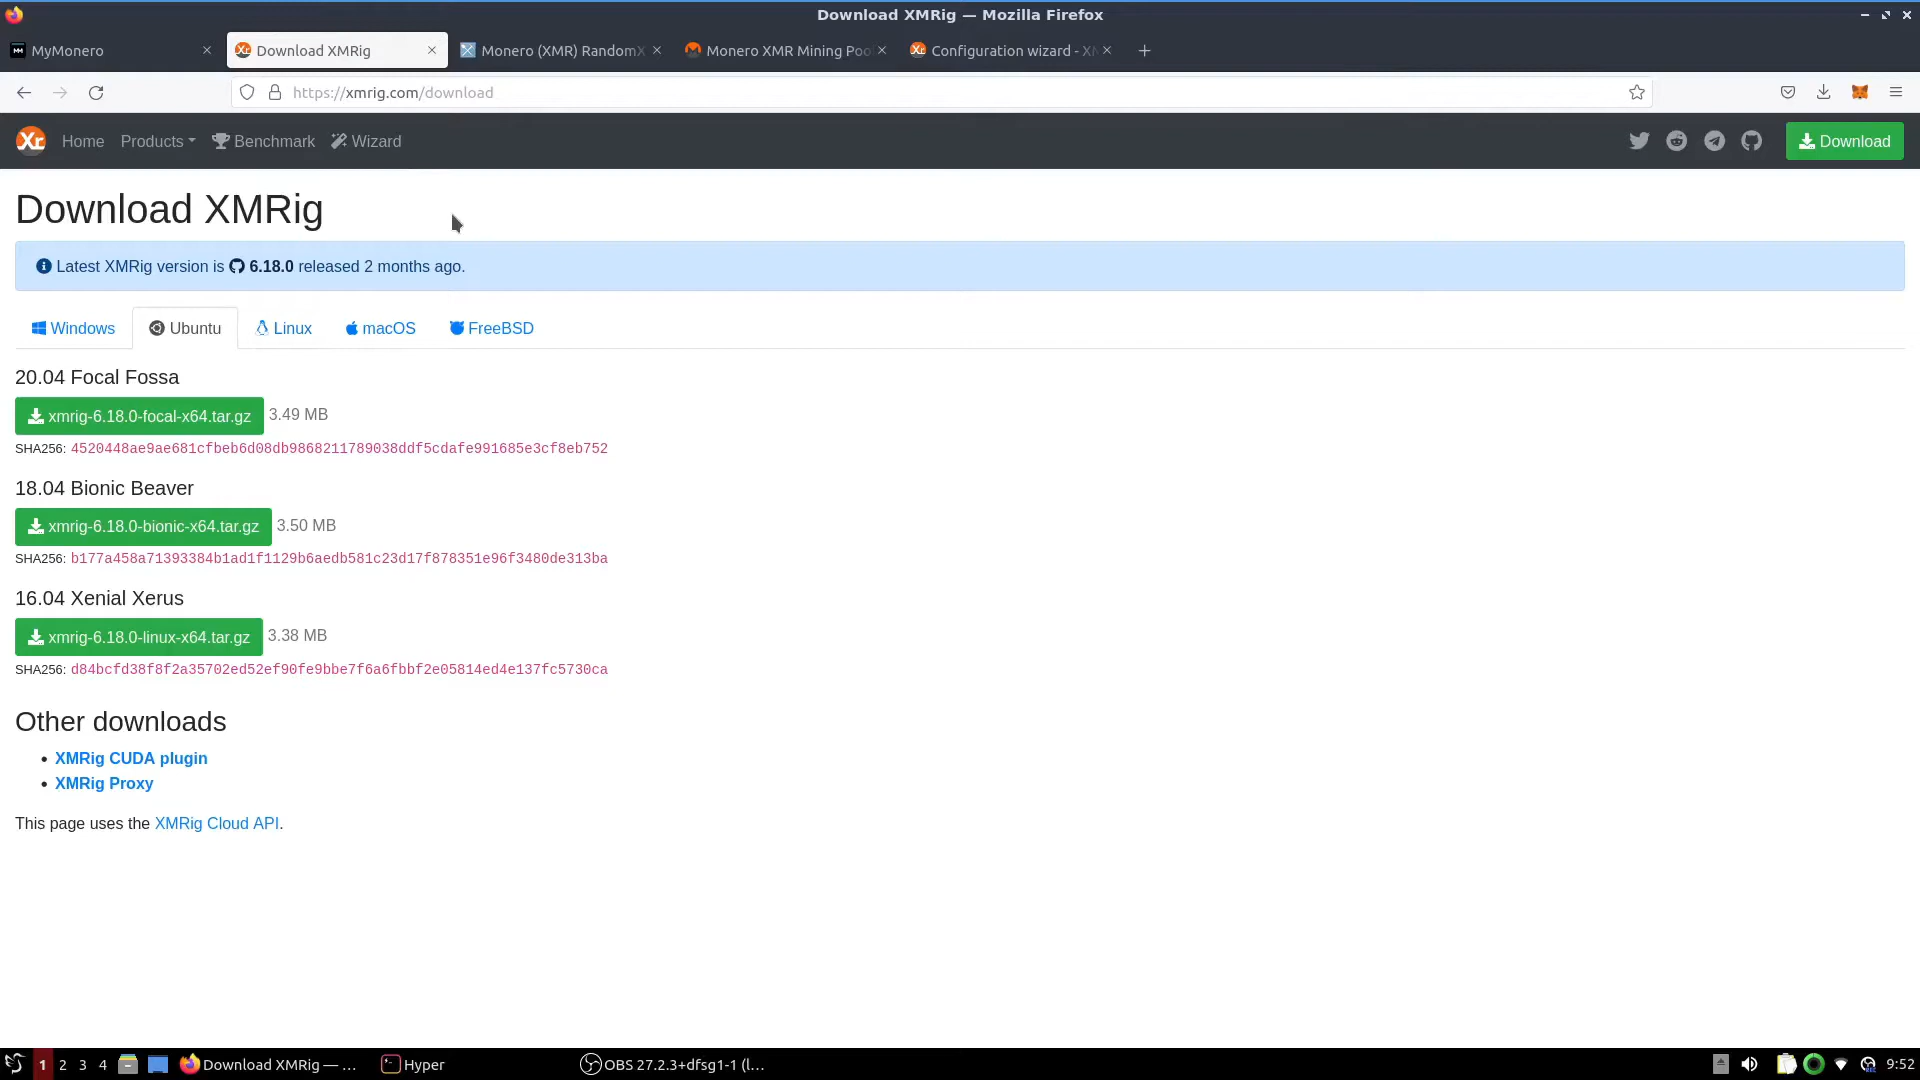 Download XMRig — Mozilla Firefox
MyMonero
Download XMRig
Monero (XMR) RandomX
Monero XMR Mining Poo
Configuration wizard - XM
https://xmrig.com/download
Xr Home Products Benchmark Wizard
Download
Download XMRig
Latest XMRig version is 6.18.0 released 2 months ago.
Windows Ubuntu Linux macOS FreeBSD
20.04 Focal Fossa
xmrig-6.18.0-focal-x64.tar.gz 3.49 MB
SHA256: 4520448ae9ae681cfbeb6d08db9868211789038ddf5cdafe991685e3cf8eb752
18.04 Bionic Beaver
xmrig-6.18.0-bionic-x64.tar.gz 3.50 MB
SHA256: b177a458a71393384b1ad1f1129b6aedb581c23d17f878351e96f3480de313ba
16.04 Xenial Xerus
xmrig-6.18.0-linux-x64.tar.gz 3.38 MB
SHA256: d84bcfd38f8f2a35702ed52ef90fe9bbe7f6a6fbbf2e05814ed4e137fc5730ca
Other downloads
XMRig CUDA plugin
XMRig Proxy
This page uses the XMRig Cloud API.
1 2 3 4 Download XMRig — ... Hyper OBS 27.2.3+dfsg1-1 (l... 9:52